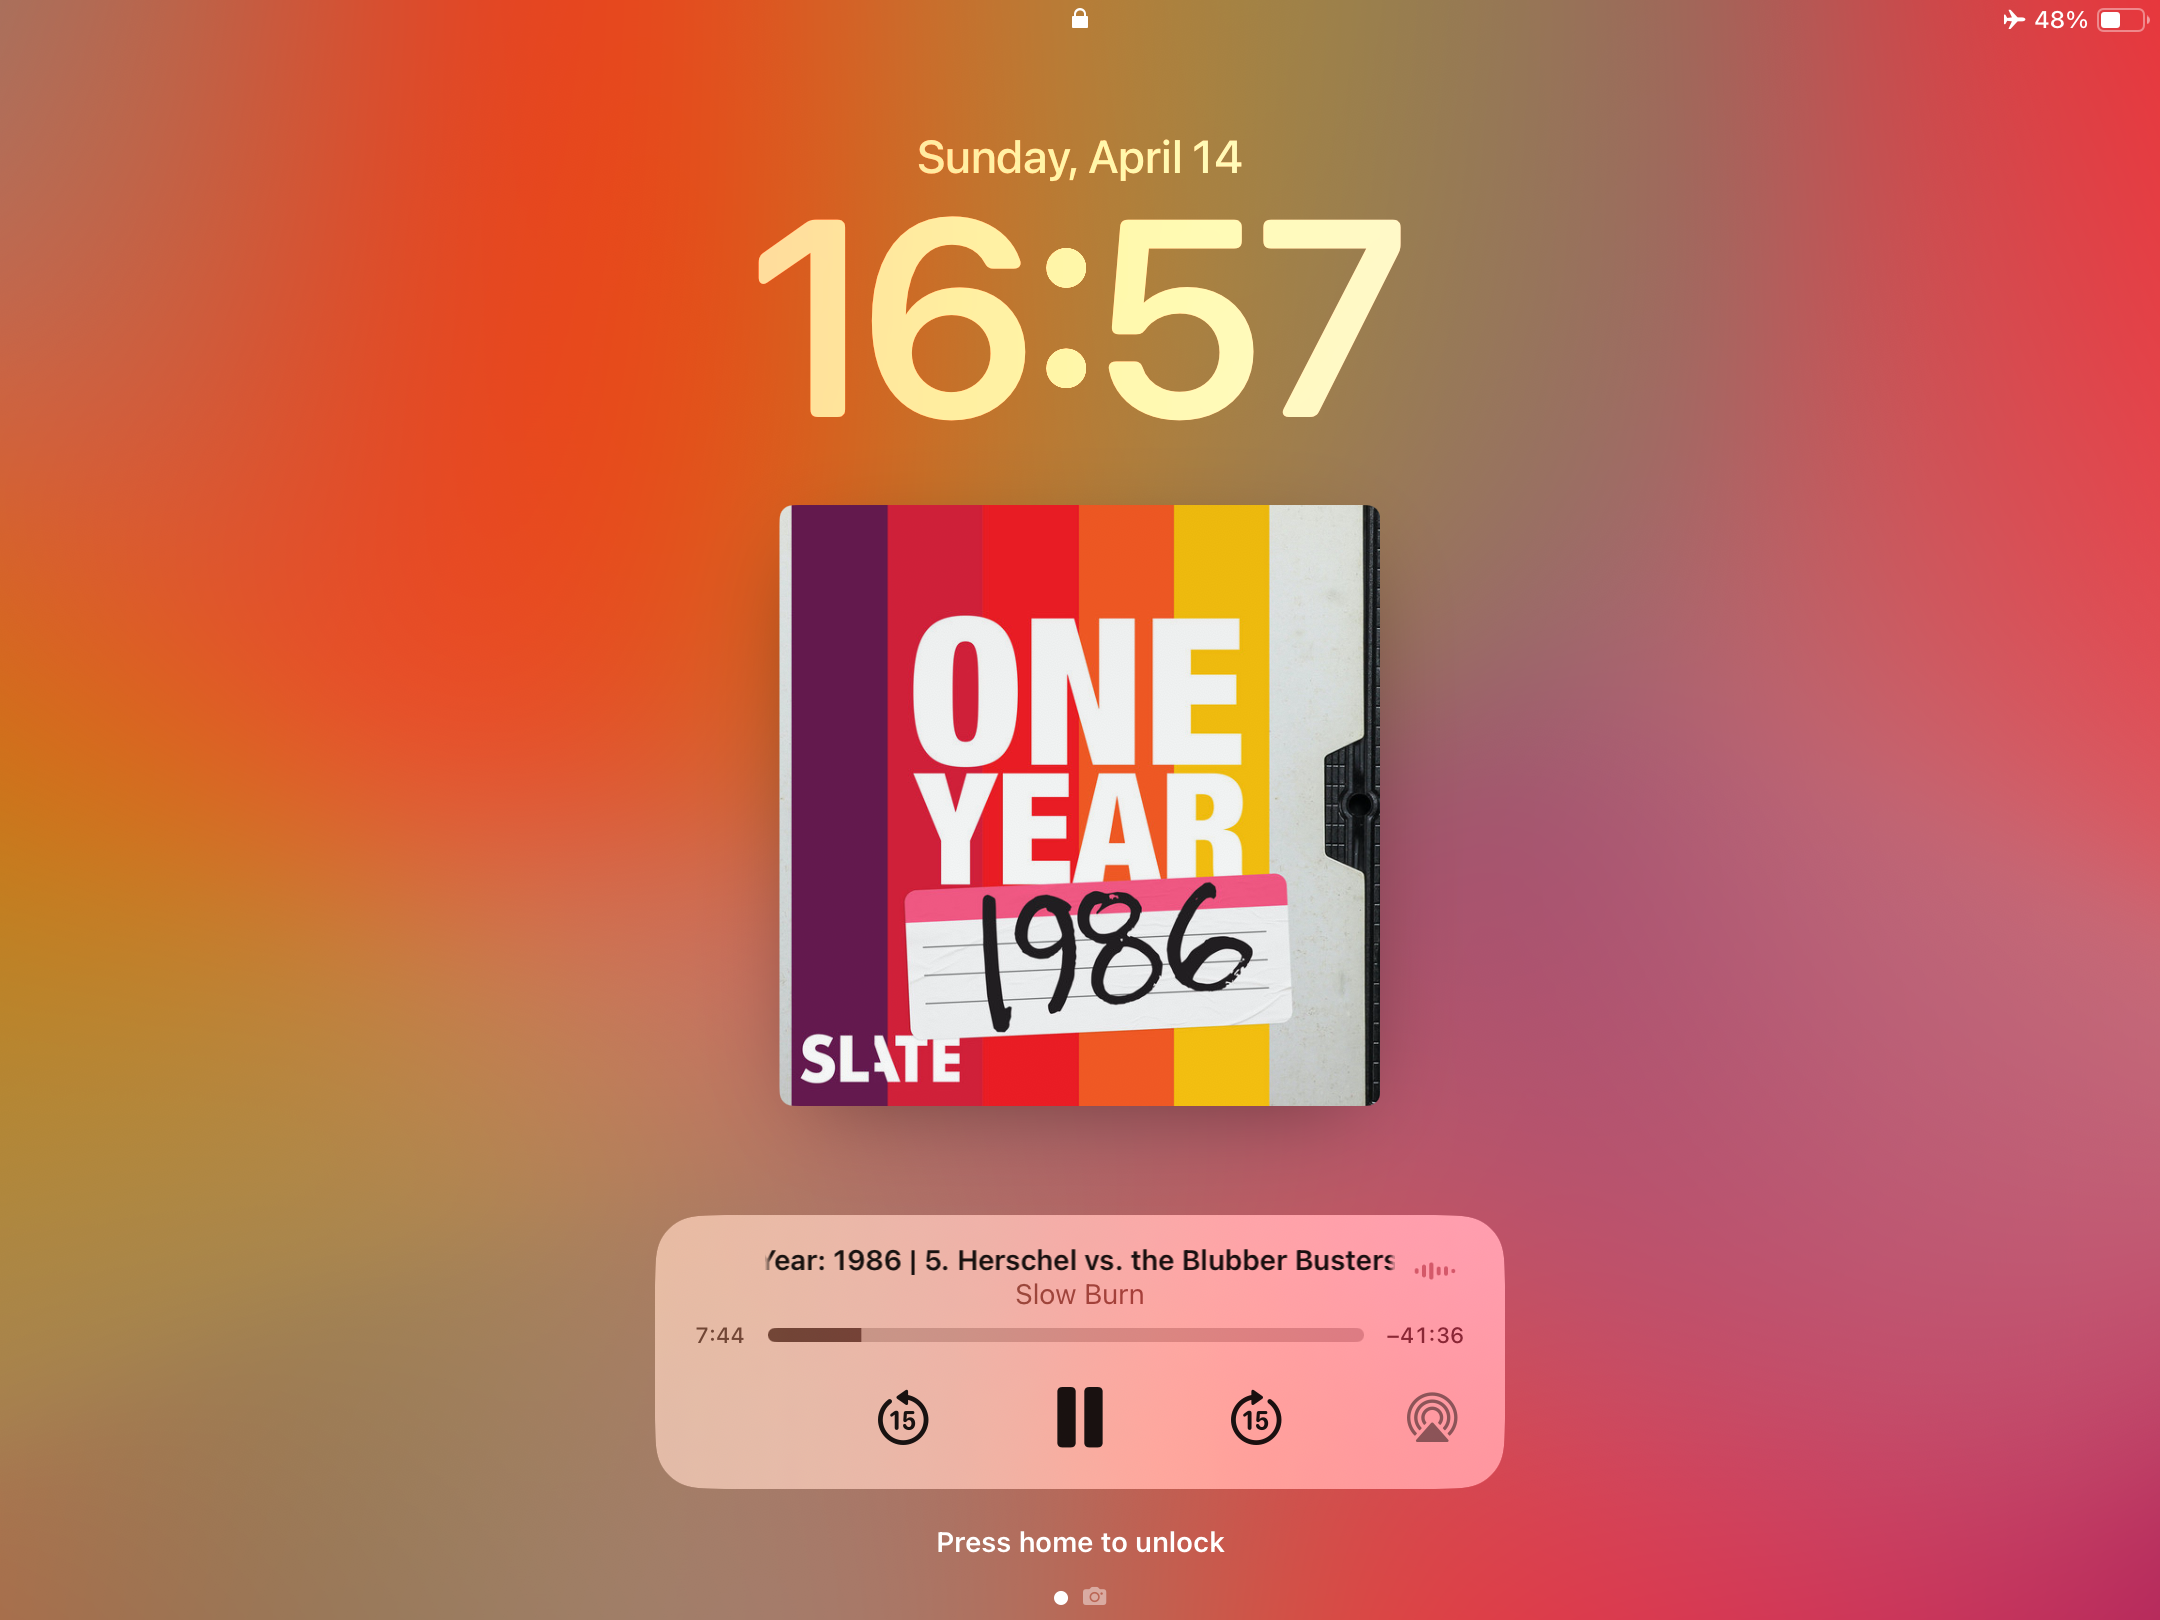 48%
Sunday, April 14
16:57
ONE
YEAR
1986
SLATE
Year: 1986 | 5. Herschel vs. the Blubber Busters
Slow Burn
7:44
–41:36
15
15
Press home to unlock